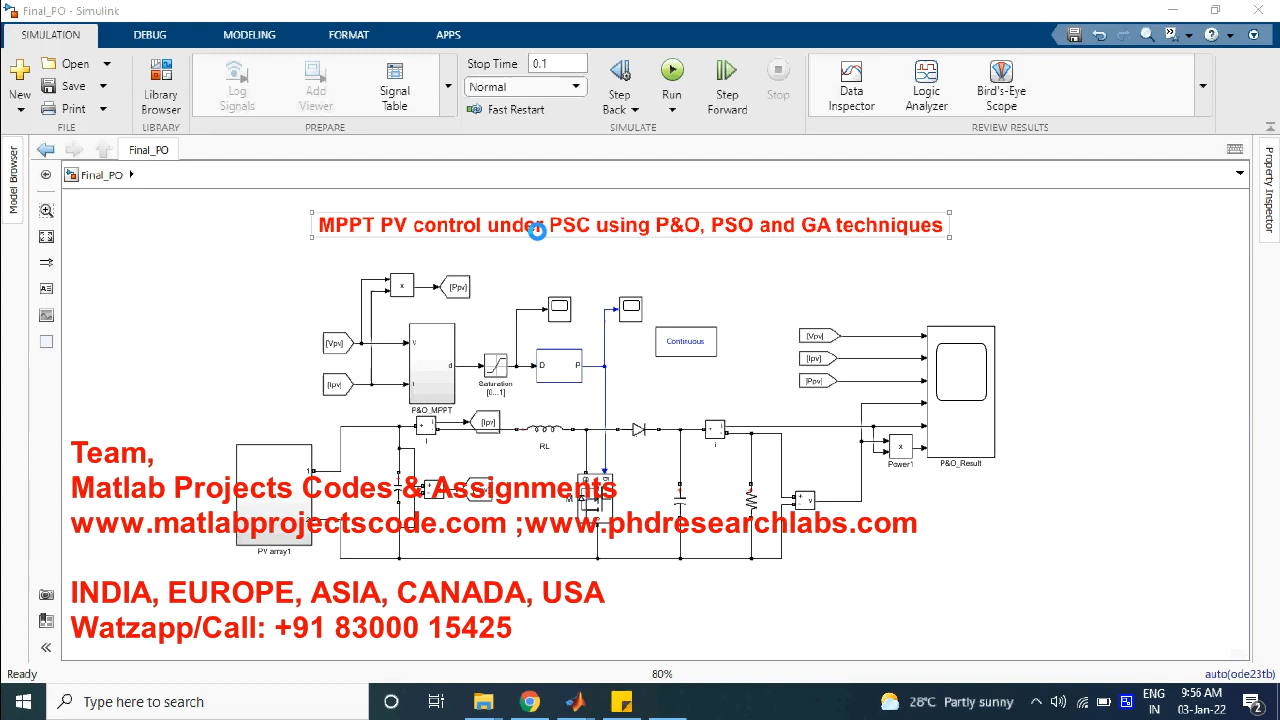 Final_PO - Simulink
SIMULATION DEBUG MODELING FORMAT APPS
New
Open
Save
Print
FILE
Library Browser
LIBRARY
Log Signals
Add Viewer
Signal Table
PREPARE
Stop Time 0.1
Normal
Fast Restart
Step Back
Run
Step Forward
Stop
SIMULATE
Data Inspector
Logic Analyzer
Bird's-Eye Scope
REVIEW RESULTS
Model Browser
Final_PO
Final_PO
Property Inspector
MPPT PV control under PSC using P&O, PSO and GA techniques
x
[Ppv]
[Vpv]
[Ipv]
V
I
d
P&O_MPPT
Saturation
[0...1]
D P
Continuous
[Vpv]
[Ipv]
[Ppv]
x
Power1
P&O_Result
[Ipv]
i
RL
i
v
1
PV array1
Team,
Matlab Projects Codes & Assignments
www.matlabprojectscode.com ;www.phdresearchlabs.com
INDIA, EUROPE, ASIA, CANADA, USA
Watzapp/Call: +91 83000 15425
Ready 80% auto(ode23tb)
Type here to search
28°C Partly sunny
ENG
IN
9:56 AM
03-Jan-22
2